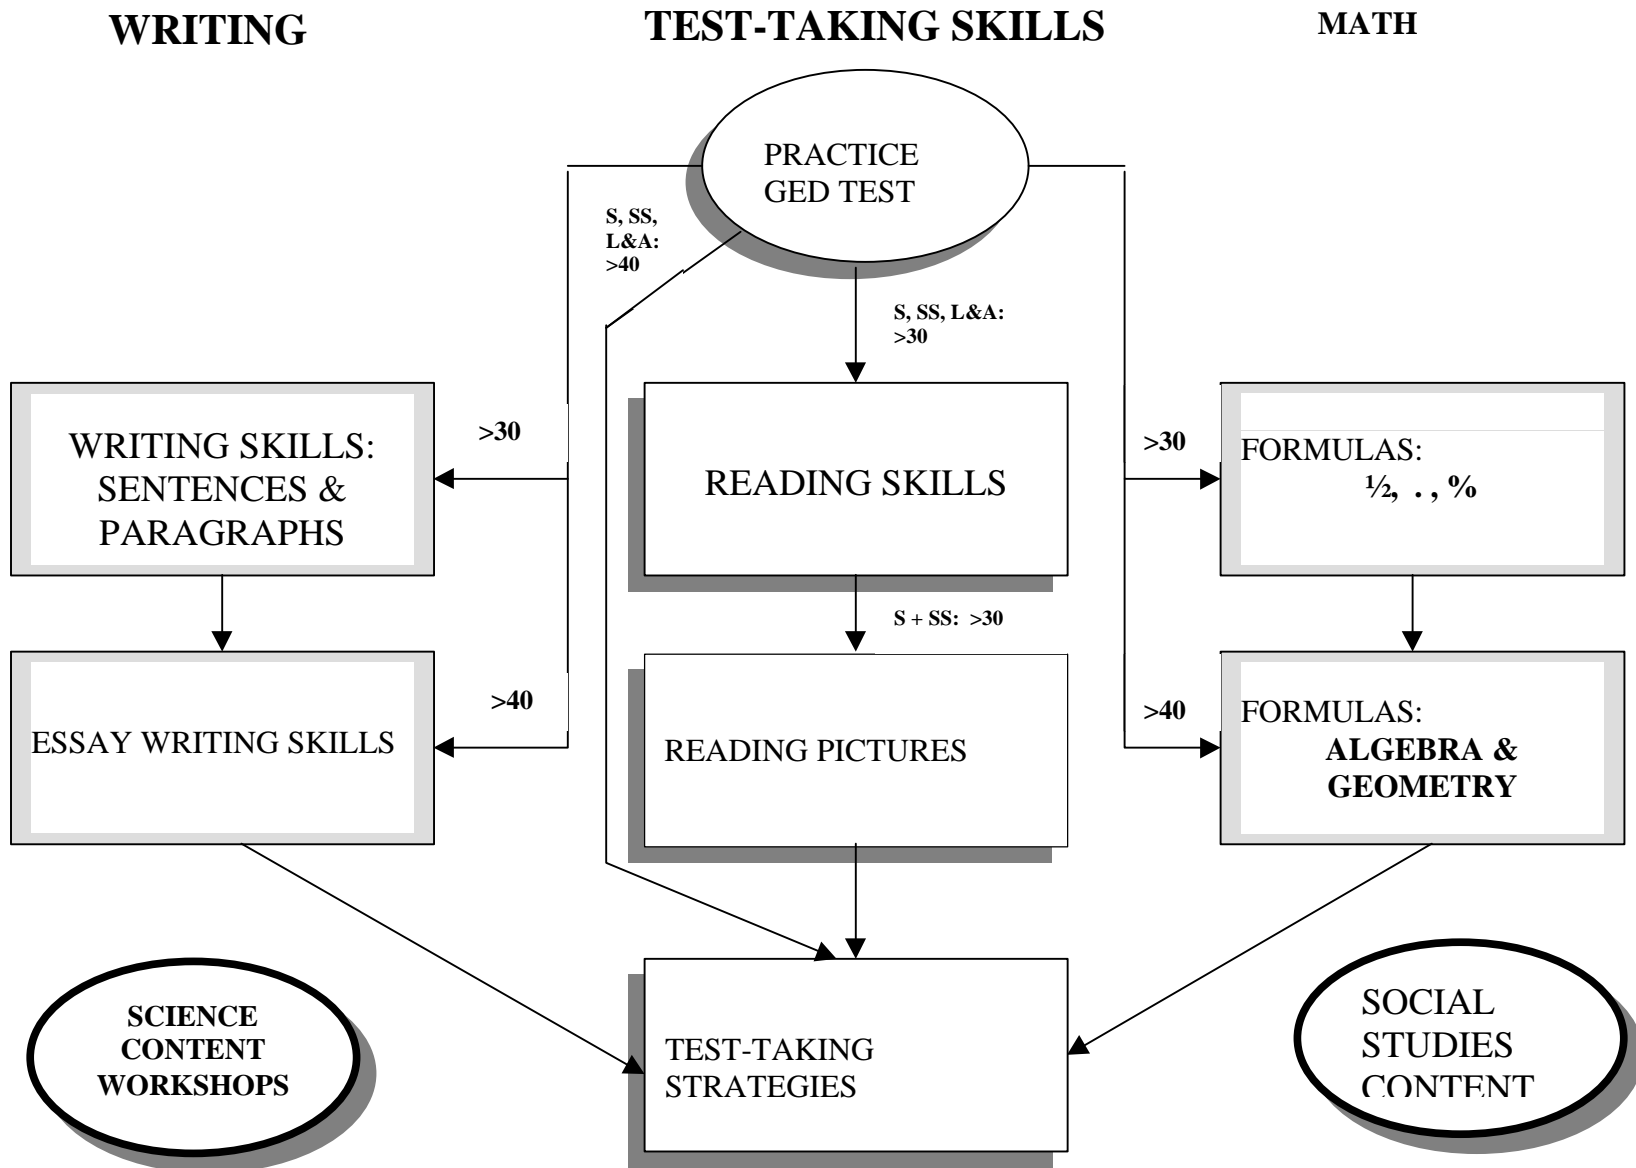 WRITING
TEST-TAKING SKILLS
MATH
PRACTICE
GED TEST
S, SS,
L&A:
>40
S, SS, L&A:
>30
>30
WRITING SKILLS:
SENTENCES &
PARAGRAPHS
READING SKILLS
>30
FORMULAS:
½, . , %
S + SS: >30
>40
ESSAY WRITING SKILLS
READING PICTURES
>40
FORMULAS:
ALGEBRA &
GEOMETRY
SCIENCE
CONTENT
WORKSHOPS
TEST-TAKING
STRATEGIES
SOCIAL
STUDIES
CONTENT